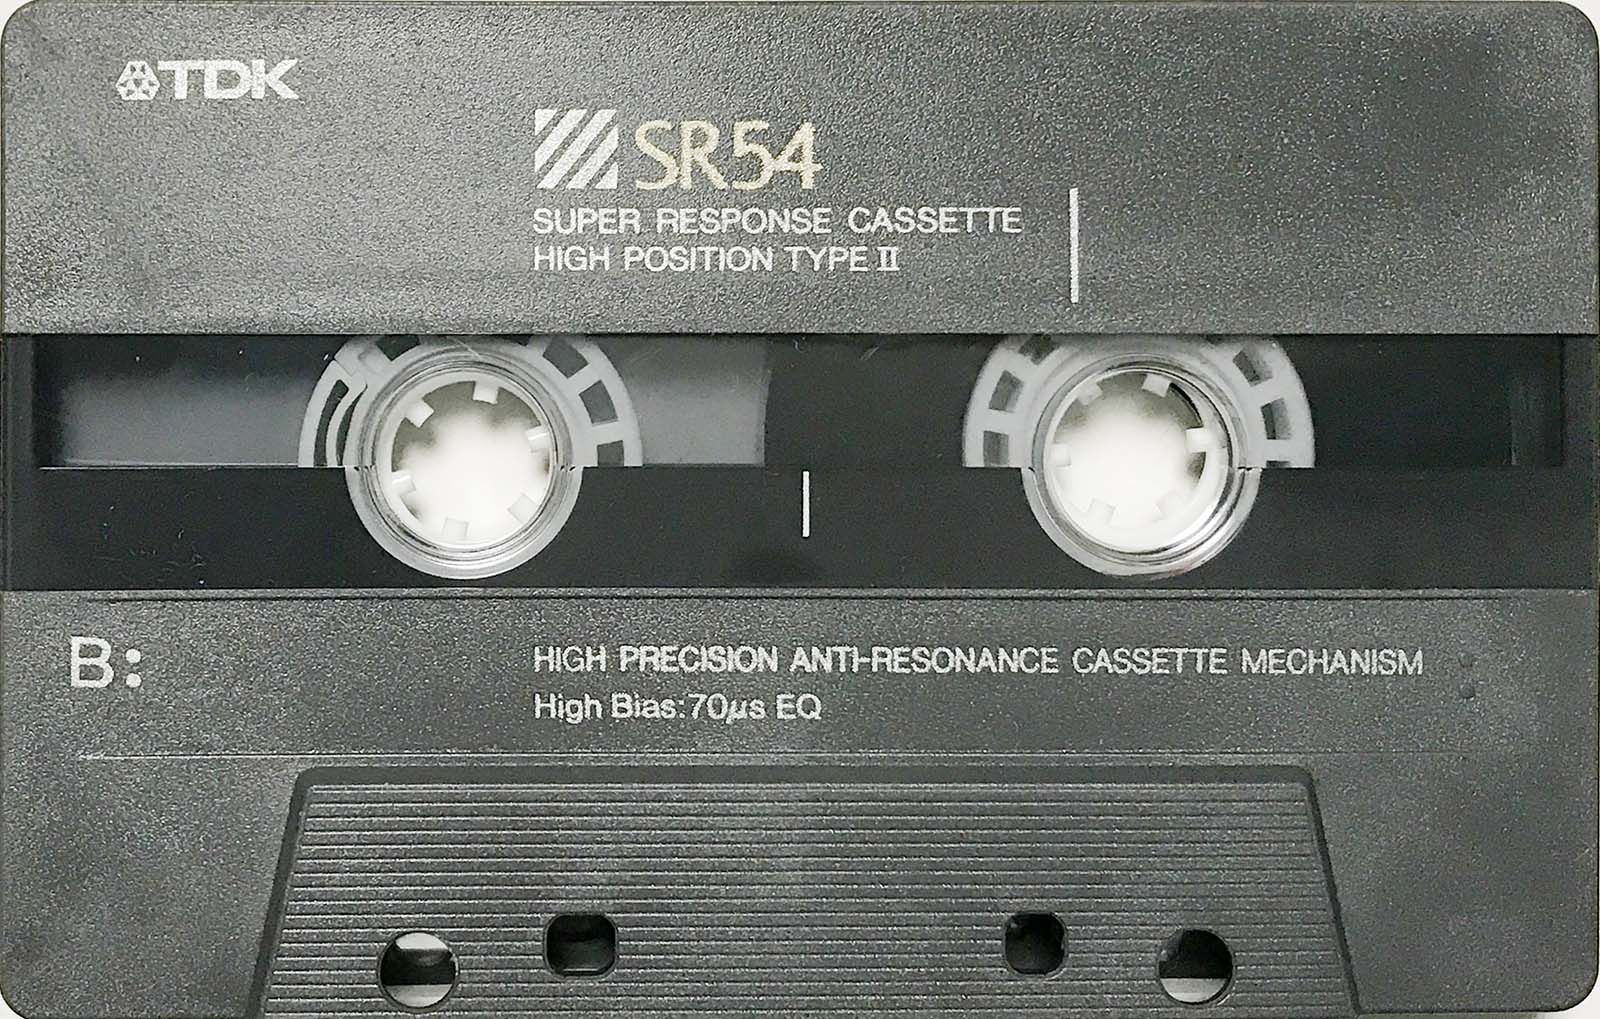 TDK
SR54
SUPER RESPONSE CASSETTE
HIGH POSITION TYPE II
B:
HIGH PRECISION ANTI-RESONANCE CASSETTE MECHANISM
High Bias:70µs EQ